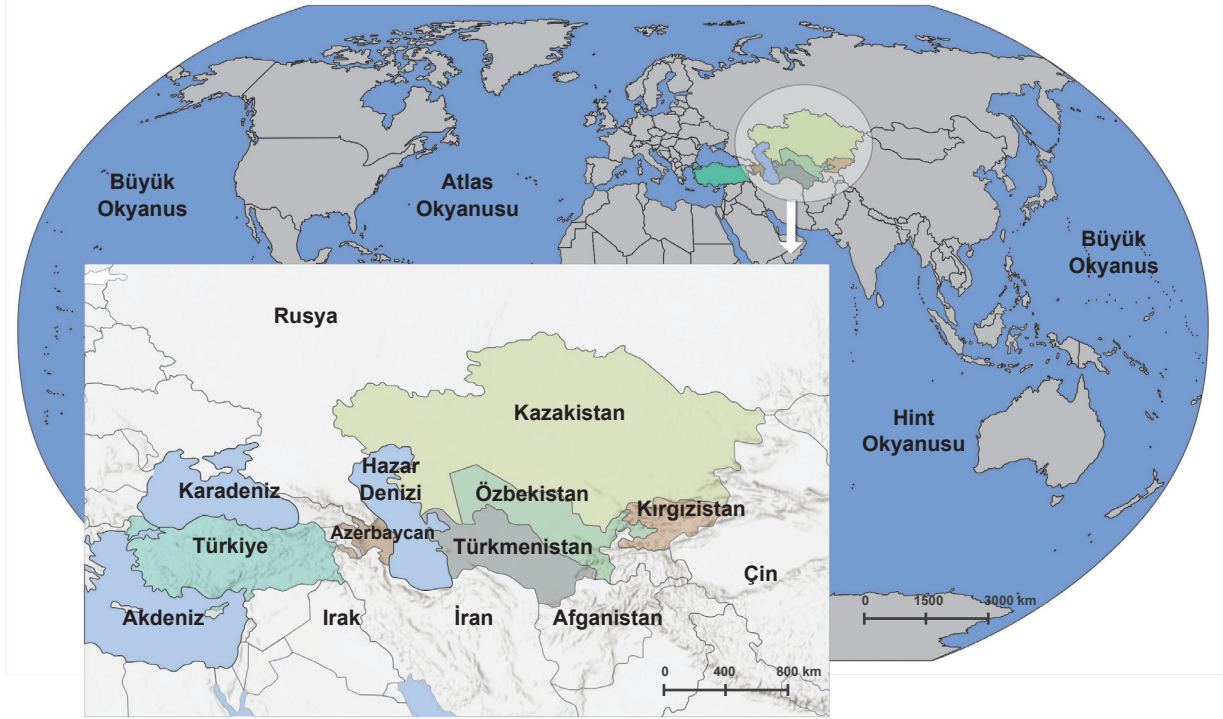 Büyük
Okyanus
Atlas
Okyanusu
Büyük
Okyanus
Hint
Okyanusu
0 1500 3000 km
Rusya
Kazakistan
Hazar
Denizi
Karadeniz
Özbekistan
Kırgızistan
Azerbaycan
Türkiye
Türkmenistan
Çin
Akdeniz
Irak
İran
Afganistan
0 400 800 km